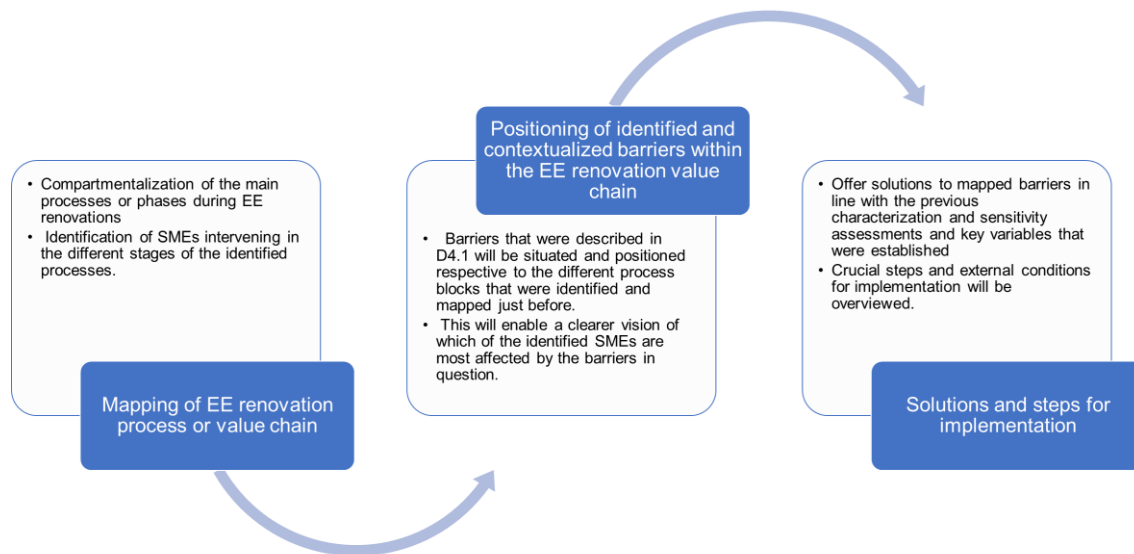 • Compartmentalization of the main
processes or phases during EE
renovations
• Identification of SMEs intervening in
the different stages of the identified
processes.
Mapping of EE renovation
process or value chain
Positioning of identified and
contextualized barriers within
the EE renovation value
chain
• Barriers that were described in
D4.1 will be situated and positioned
respective to the different process
blocks that were identified and
mapped just before.
• This will enable a clearer vision of
which of the identified SMEs are
most affected by the barriers in
question.
• Offer solutions to mapped barriers in
line with the previous
characterization and sensitivity
assessments and key variables that
were established
• Crucial steps and external conditions
for implementation will be
overviewed.
Solutions and steps for
implementation